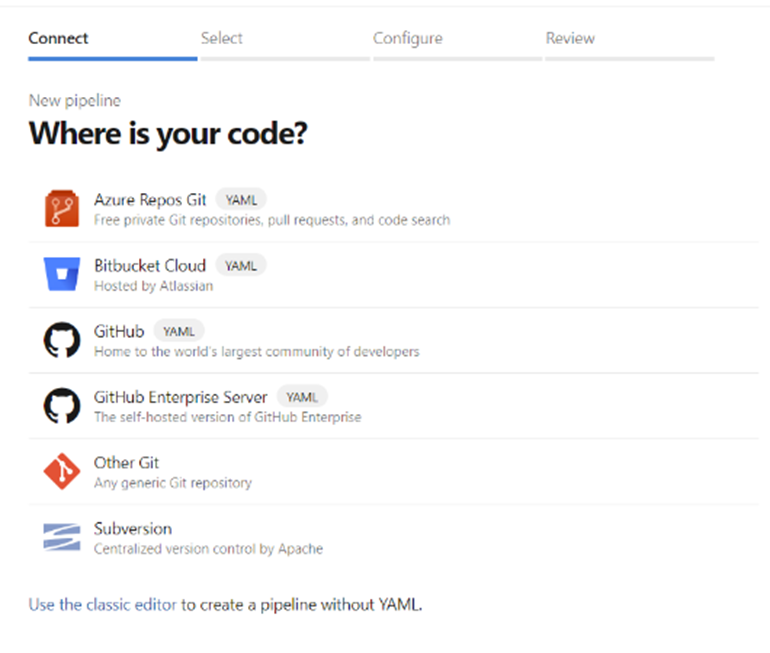 Connect Select Configure Review
New pipeline
Where is your code?
Azure Repos Git YAML
Free private Git repositories, pull requests, and code search
Bitbucket Cloud YAML
Hosted by Atlassian
GitHub YAML
Home to the world's largest community of developers
GitHub Enterprise Server YAML
The self-hosted version of GitHub Enterprise
Other Git
Any generic Git repository
Subversion
Centralized version control by Apache
Use the classic editor to create a pipeline without YAML.